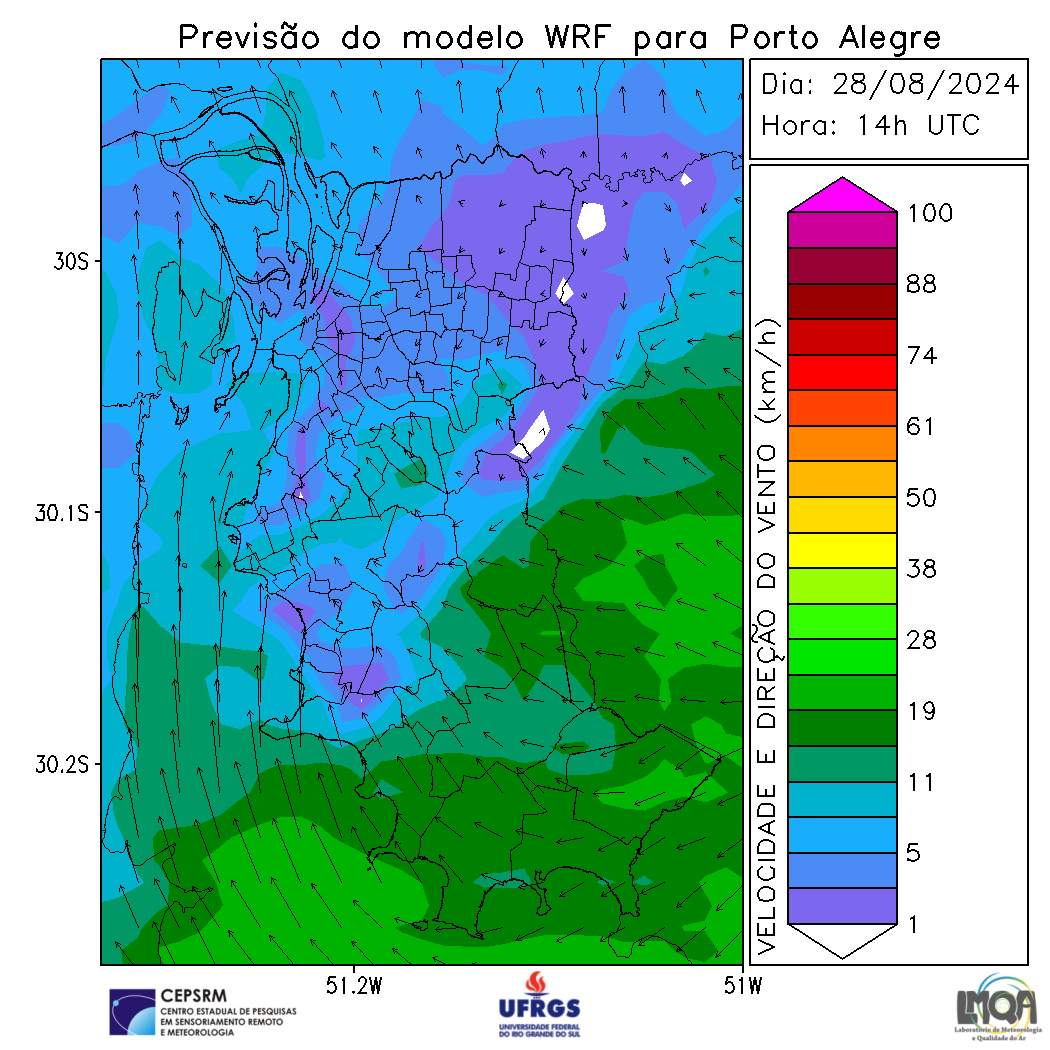 Previsão do modelo WRF para Porto Alegre
Dia: 28/08/2024
Hora: 14h UTC
30S
30.1S
30.2S
51.2W
51W
VELOCIDADE E DIREÇÃO DO VENTO (km/h)
100
88
74
61
50
38
28
19
11
5
1
CEPSRM
CENTRO ESTADUAL DE PESQUISAS
EM SENSORIAMENTO REMOTO
E METEOROLOGIA
UFRGS
UNIVERSIDADE FEDERAL
DO RIO GRANDE DO SUL
LMQA
Laboratório de Meteorologia
e Qualidade do Ar